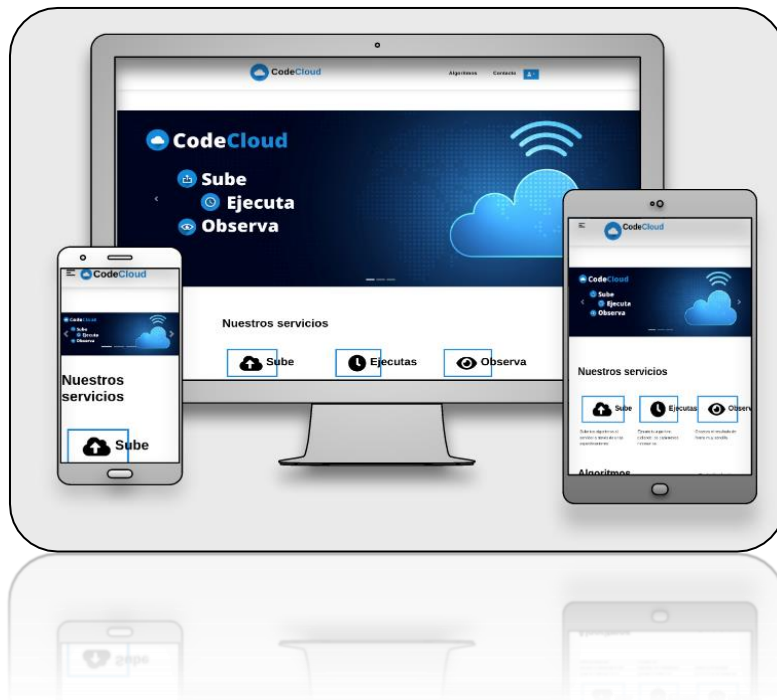 CodeCloud
Algoritmos Contacto
CodeCloud
Sube
Ejecuta
Observa
Nuestros servicios
Sube Ejecutas Observa
CodeCloud
CodeCloud
Sube
Ejecuta
Observa
Nuestros
servicios
Sube
CodeCloud
CodeCloud
Sube
Ejecuta
Observa
Nuestros servicios
Sube Ejecutas Observ
Algoritmos